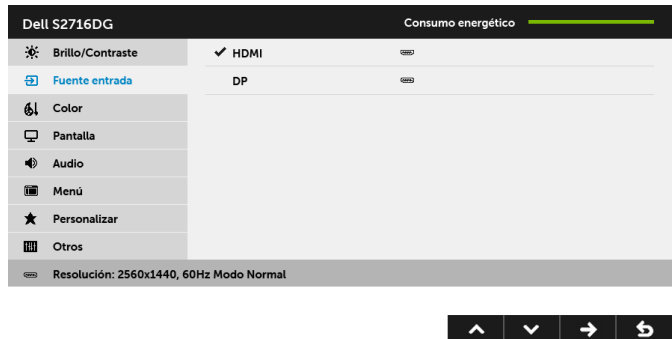 Dell S2716DG
Consumo energético
Brillo/Contraste
HDMI
Fuente entrada
DP
Color
Pantalla
Audio
Menú
Personalizar
Otros
Resolución: 2560x1440, 60Hz Modo Normal